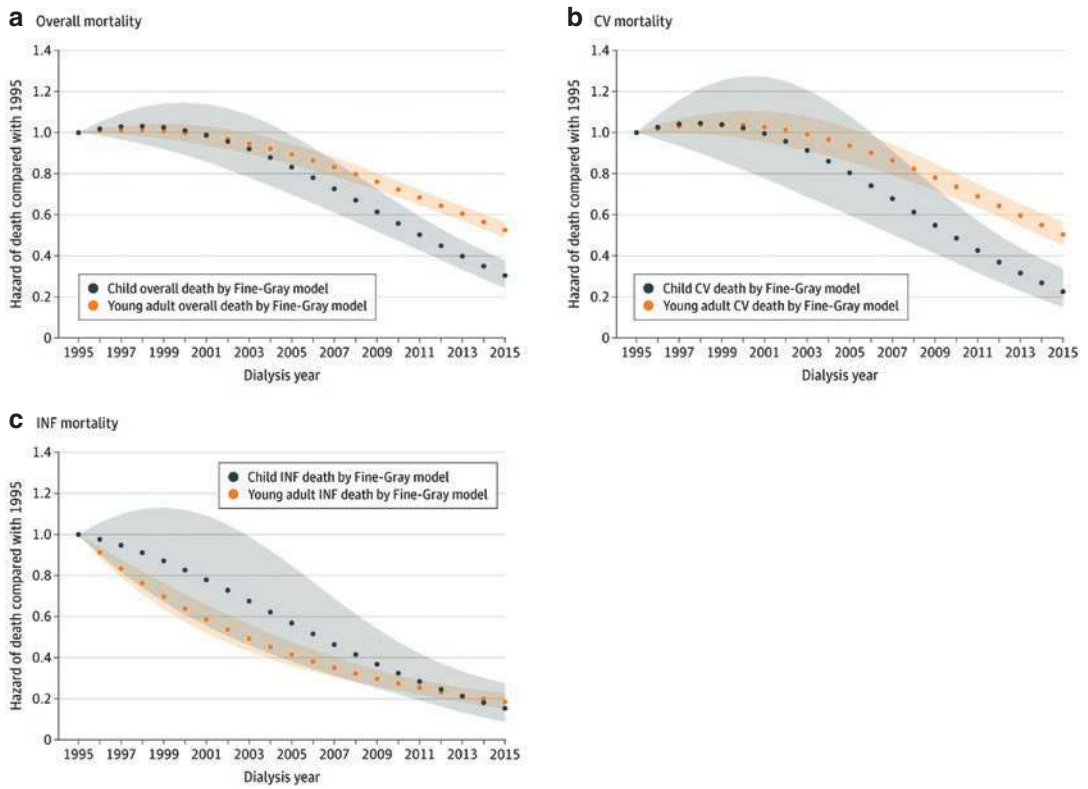 a Overall mortality
Hazard of death compared with 1995
1.4
1.2
1.0
0.8
0.6
0.4
0.2
0
Child overall death by Fine-Gray model
Young adult overall death by Fine-Gray model
1995 1997 1999 2001 2003 2005 2007 2009 2011 2013 2015
Dialysis year
b CV mortality
Hazard of death compared with 1995
1.4
1.2
1.0
0.8
0.6
0.4
0.2
0
Child CV death by Fine-Gray model
Young adult CV death by Fine-Gray model
1995 1997 1999 2001 2003 2005 2007 2009 2011 2013 2015
Dialysis year
c INF mortality
Hazard of death compared with 1995
1.4
1.2
1.0
0.8
0.6
0.4
0.2
0
Child INF death by Fine-Gray model
Young adult INF death by Fine-Gray model
1995 1997 1999 2001 2003 2005 2007 2009 2011 2013 2015
Dialysis year